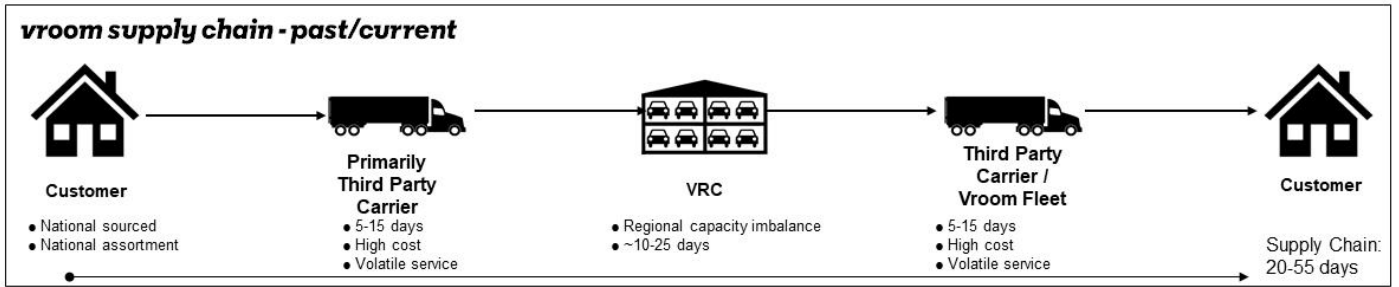 vroom supply chain - past/current
Customer
● National sourced
● National assortment
Primarily
Third Party
Carrier
● 5-15 days
● High cost
● Volatile service
VRC
● Regional capacity imbalance
● ~10-25 days
Third Party
Carrier /
Vroom Fleet
● 5-15 days
● High cost
● Volatile service
Customer
Supply Chain:
20-55 days